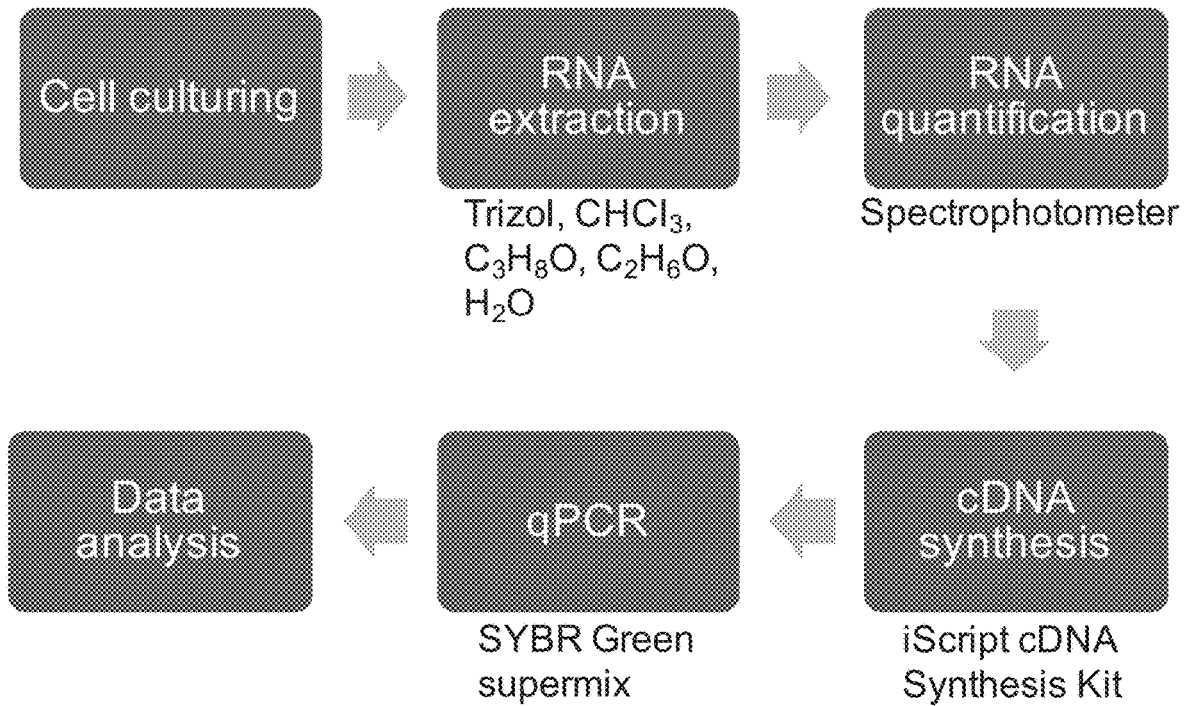 Cell culturing
RNA
extraction
Trizol, CHCl₃,
C₃H₈O, C₂H₆O,
H₂O
RNA
quantification
Spectrophotometer
cDNA
synthesis
iScript cDNA
Synthesis Kit
qPCR
SYBR Green
supermix
Data
analysis